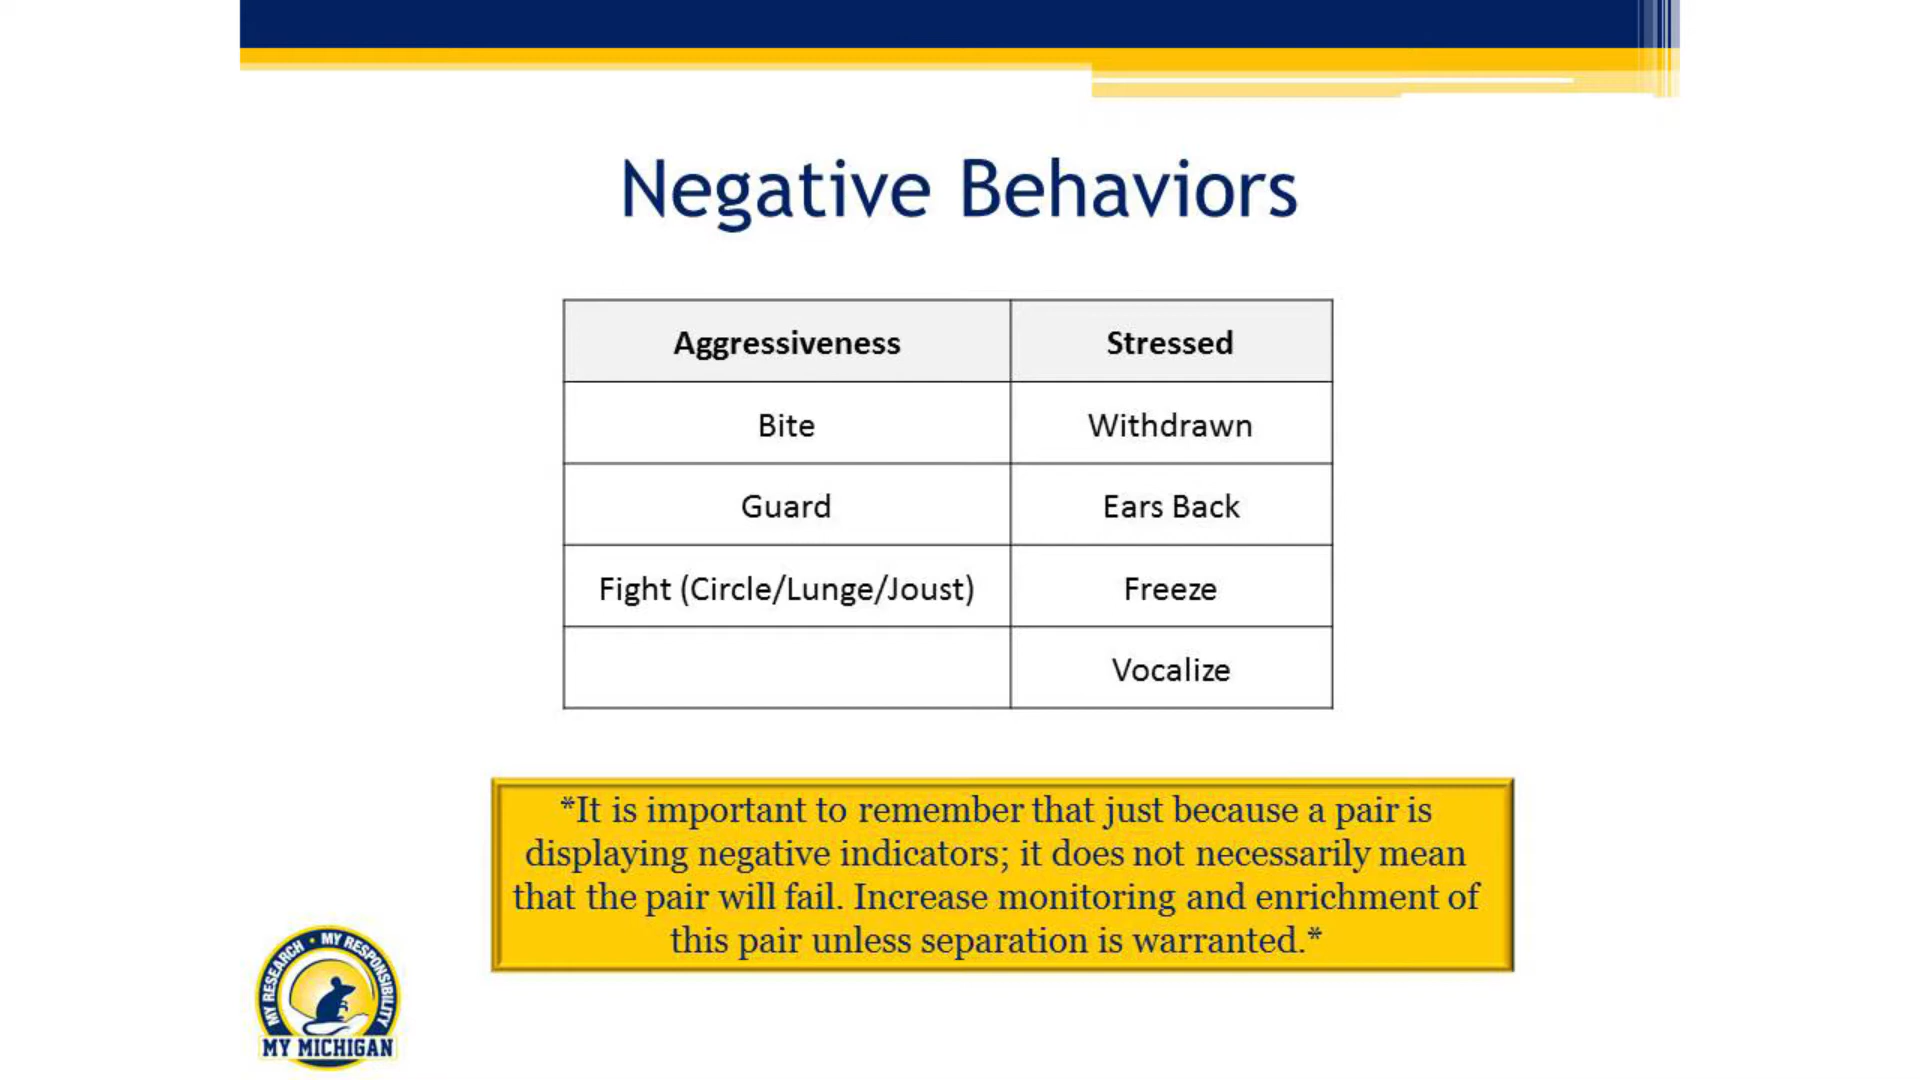 Negative Behaviors
Aggressiveness Stressed
Bite Withdrawn
Guard Ears Back
Fight (Circle/Lunge/Joust) Freeze
Vocalize
*It is important to remember that just because a pair is
displaying negative indicators; it does not necessarily mean
that the pair will fail. Increase monitoring and enrichment of
this pair unless separation is warranted.*
MY RESEARCH • MY RESPONSIBILITY
MY MICHIGAN